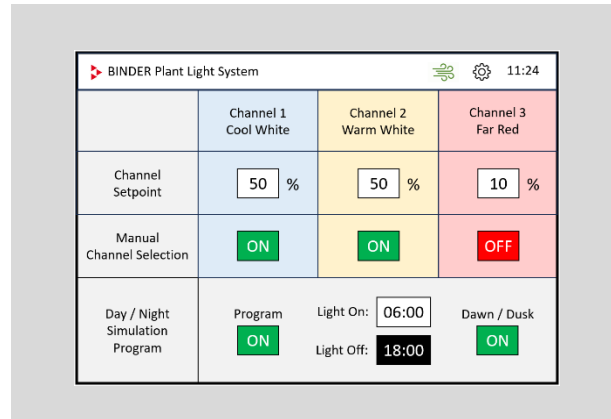 BINDER Plant Light System 11:24
Channel 1
Cool White
Channel 2
Warm White
Channel 3
Far Red
Channel
Setpoint
50 %
50 %
10 %
Manual
Channel Selection
ON
ON
OFF
Day / Night
Simulation
Program
Program
ON
Light On: 06:00
Light Off: 18:00
Dawn / Dusk
ON